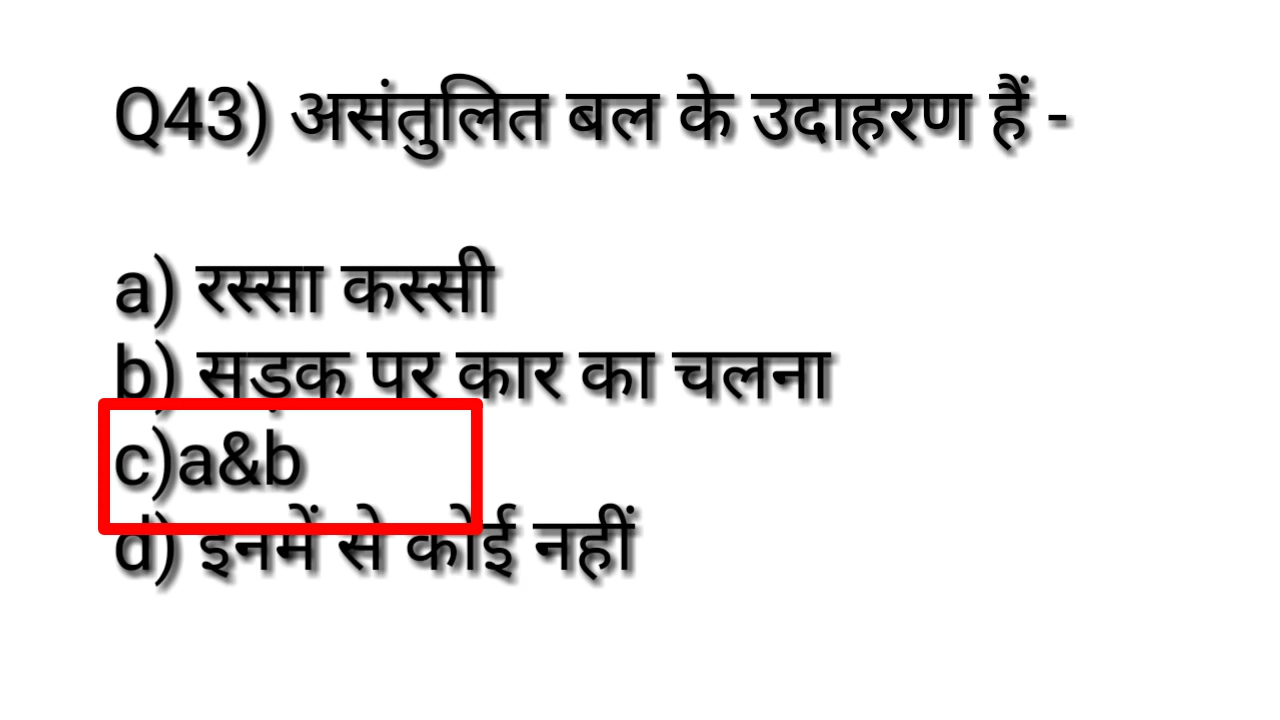 Q43) असंतुलित बल के उदाहरण हैं -
a) रस्सा कस्सी
b) सड़क पर कार का चलना
c)a&b
d) इनमें से कोई नहीं